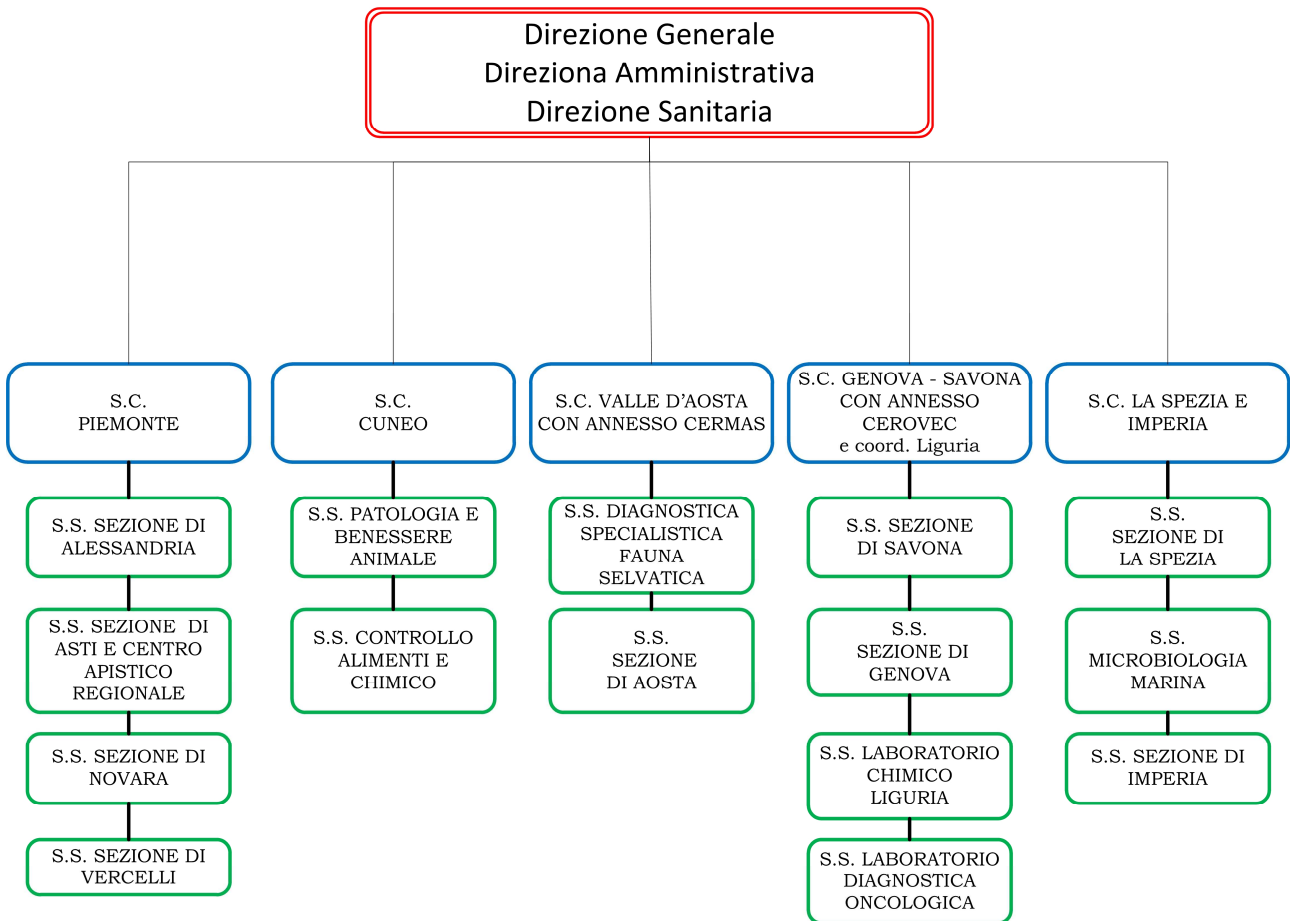 Direzione Generale
Direziona Amministrativa
Direzione Sanitaria
S.C.
PIEMONTE
S.C.
CUNEO
S.C. VALLE D'AOSTA
CON ANNESSO CERMAS
S.C. GENOVA - SAVONA
CON ANNESSO
CEROVEC
e coord. Liguria
S.C. LA SPEZIA E
IMPERIA
S.S. SEZIONE DI
ALESSANDRIA
S.S. PATOLOGIA E
BENESSERE
ANIMALE
S.S. DIAGNOSTICA
SPECIALISTICA
FAUNA
SELVATICA
S.S. SEZIONE
DI SAVONA
S.S.
SEZIONE DI
LA SPEZIA
S.S. SEZIONE DI
ASTI E CENTRO
APISTICO
REGIONALE
S.S. CONTROLLO
ALIMENTI E
CHIMICO
S.S.
SEZIONE
DI AOSTA
S.S.
SEZIONE DI
GENOVA
S.S.
MICROBIOLOGIA
MARINA
S.S. SEZIONE DI
NOVARA
S.S. LABORATORIO
CHIMICO
LIGURIA
S.S. SEZIONE DI
IMPERIA
S.S. SEZIONE DI
VERCELLI
S.S. LABORATORIO
DIAGNOSTICA
ONCOLOGICA